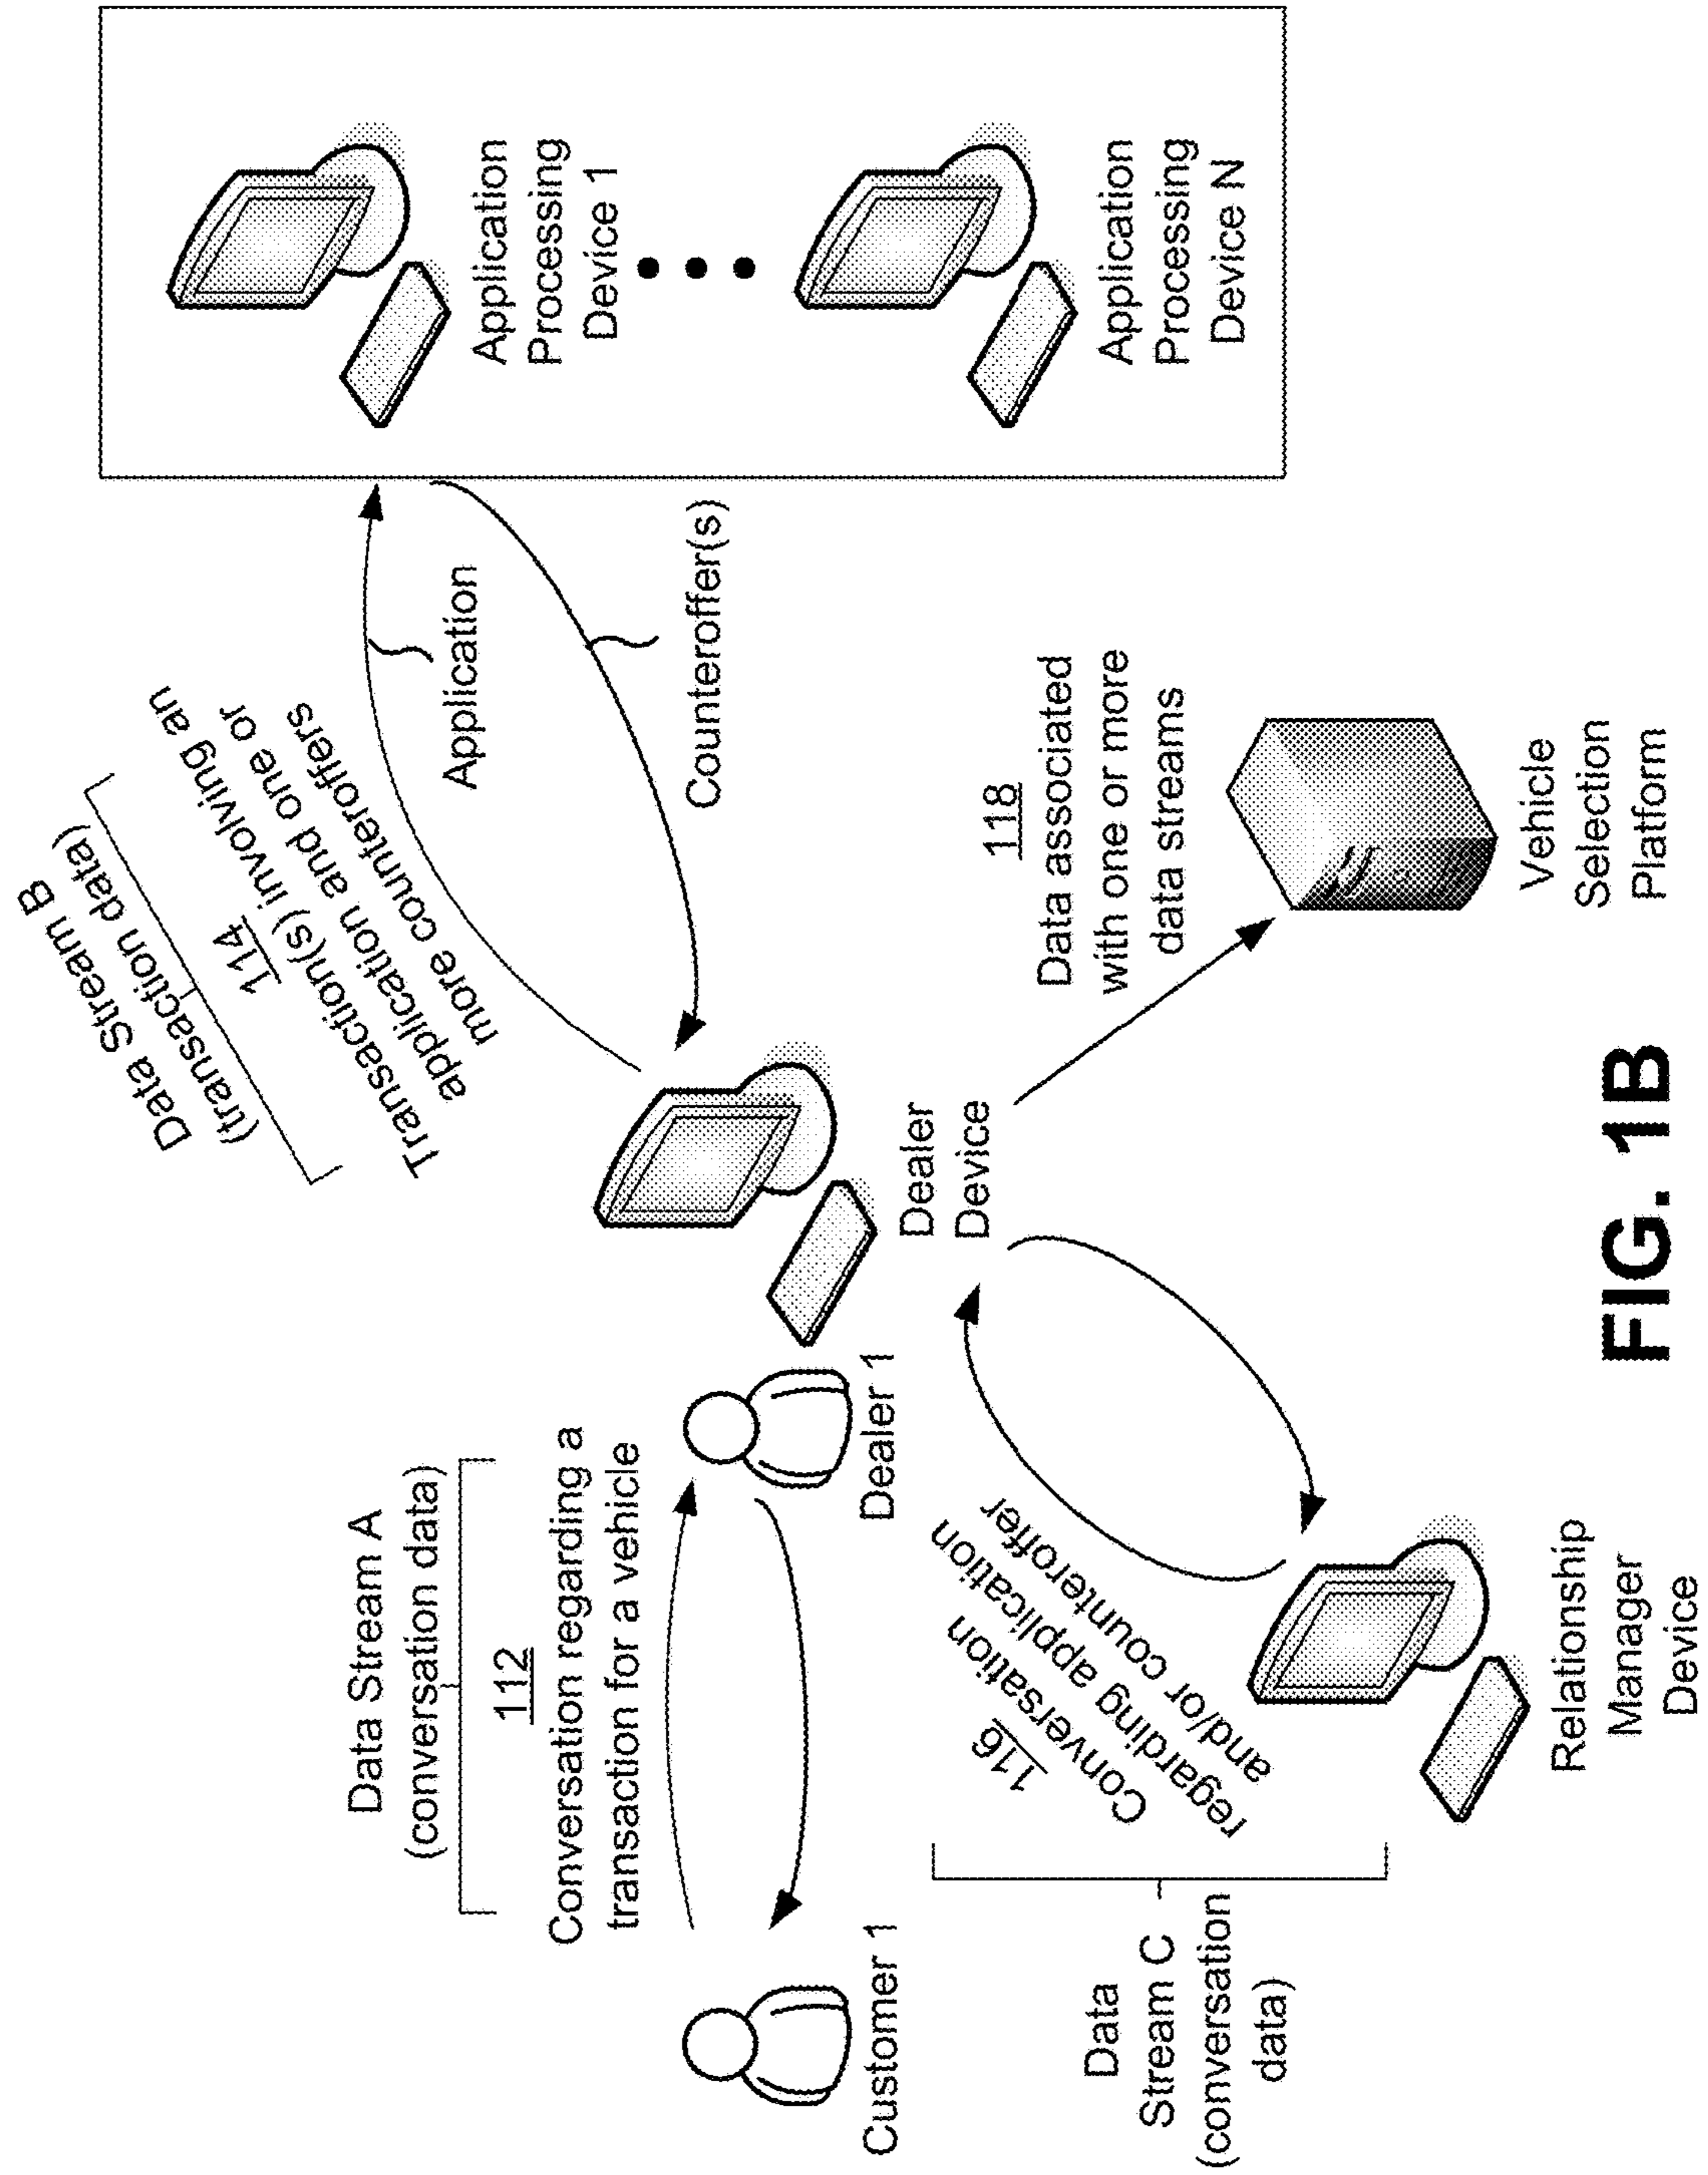 Data Stream A
(conversation data)
112
Conversation regarding a
transaction for a vehicle
Customer 1
Dealer 1
Data Stream B
(transaction data)
114
Transaction(s) involving an
application and one or
more counteroffers
Application
Counteroffer(s)
Application
Processing
Device 1
Application
Processing
Device N
Dealer
Device
Data
Stream C
(conversation
data)
116
Conversation
regarding application
and/or counteroffer
Relationship
Manager
Device
118
Data associated
with one or more
data streams
Vehicle
Selection
Platform
FIG. 1B